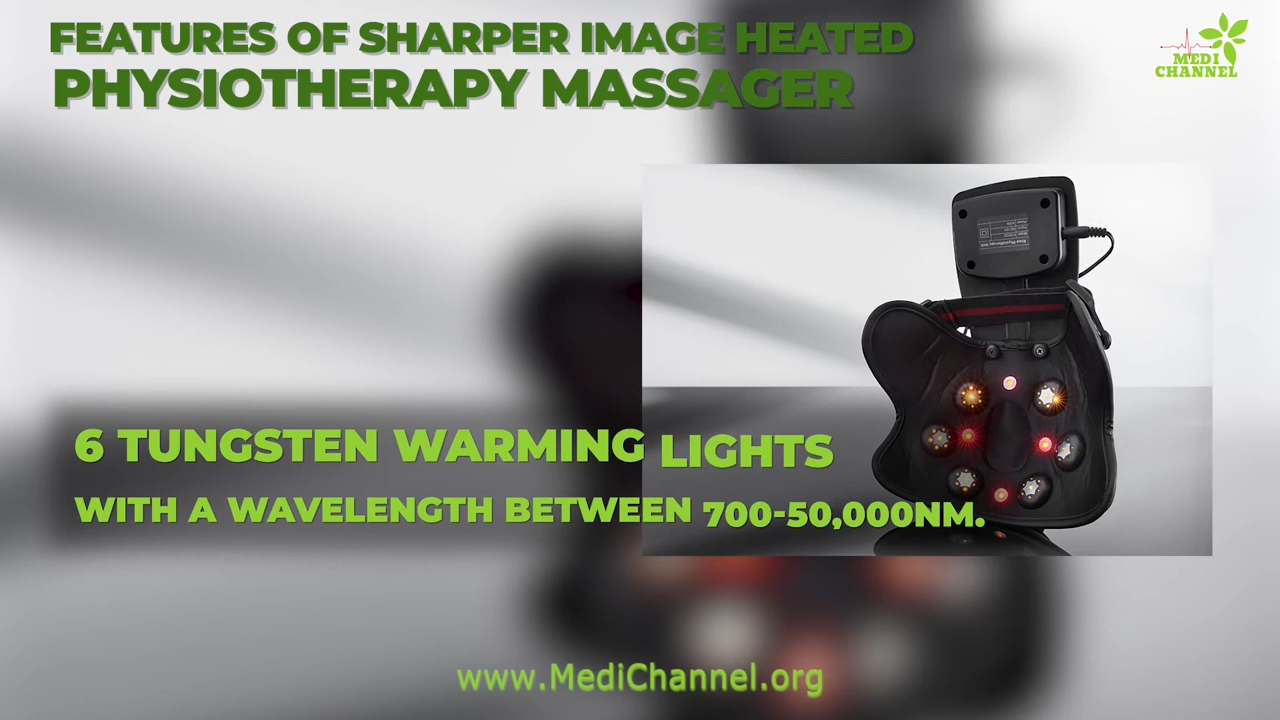 FEATURES OF SHARPER IMAGE HEATED
PHYSIOTHERAPY MASSAGER
MEDI
CHANNEL
6 TUNGSTEN WARMING LIGHTS
WITH A WAVELENGTH BETWEEN 700-50,000NM.
www.MediChannel.org